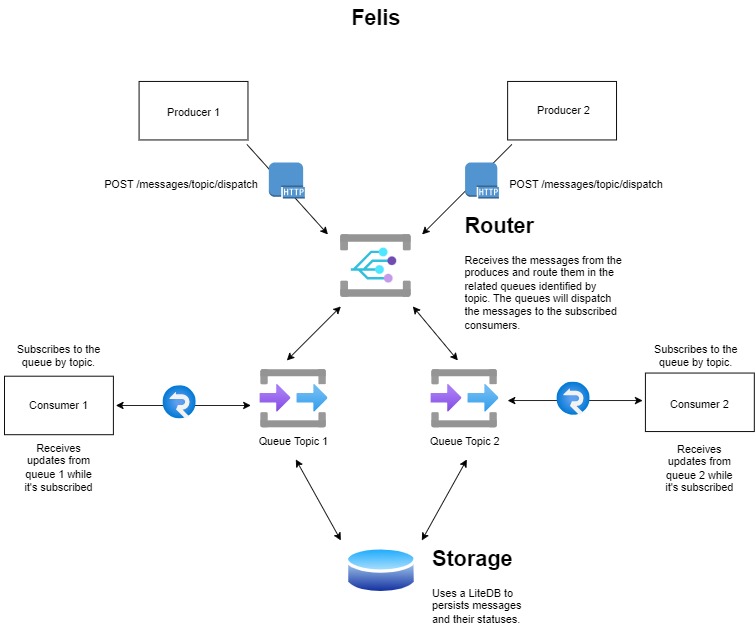 Felis
Producer 1
Producer 2
POST /messages/topic/dispatch
HTTP
HTTP
POST /messages/topic/dispatch
Router
Receives the messages from the
produces and route them in the
related queues identified by
topic. The queues will dispatch
the messages to the subscribed
consumers.
Subscribes to the
queue by topic.
Consumer 1
Receives
updates from
queue 1 while
it's subscribed
Queue Topic 1
Queue Topic 2
Subscribes to the
queue by topic.
Consumer 2
Receives
updates from
queue 2 while
it's subscribed
Storage
Uses a LiteDB to
persists messages
and their statuses.